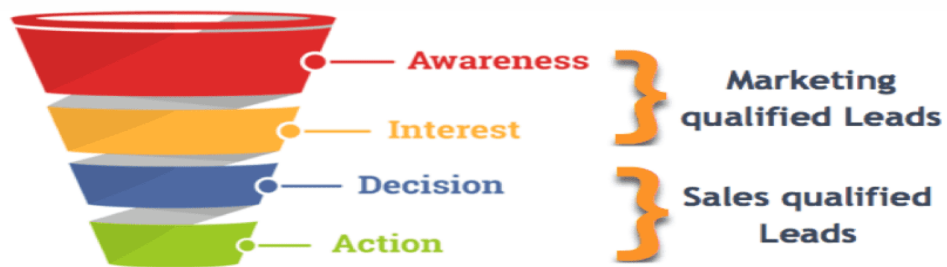 Awareness
Interest
Decision
Action
Marketing
qualified Leads
Sales qualified
Leads